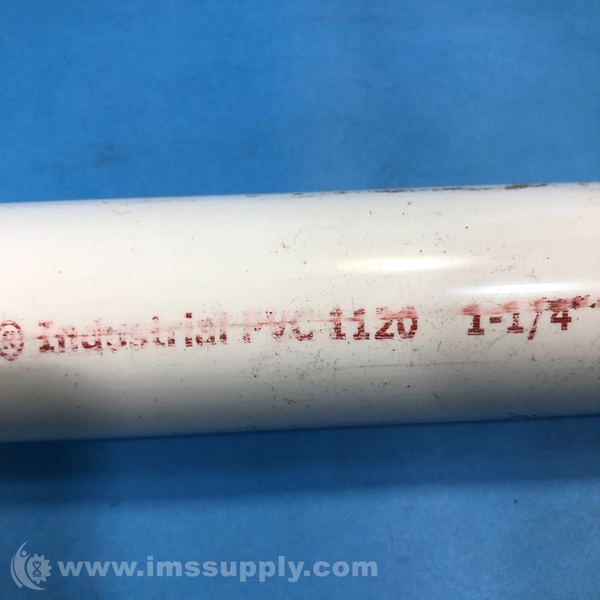 ® Industrial PVC 1120 1-1/4"
www.imssupply.com